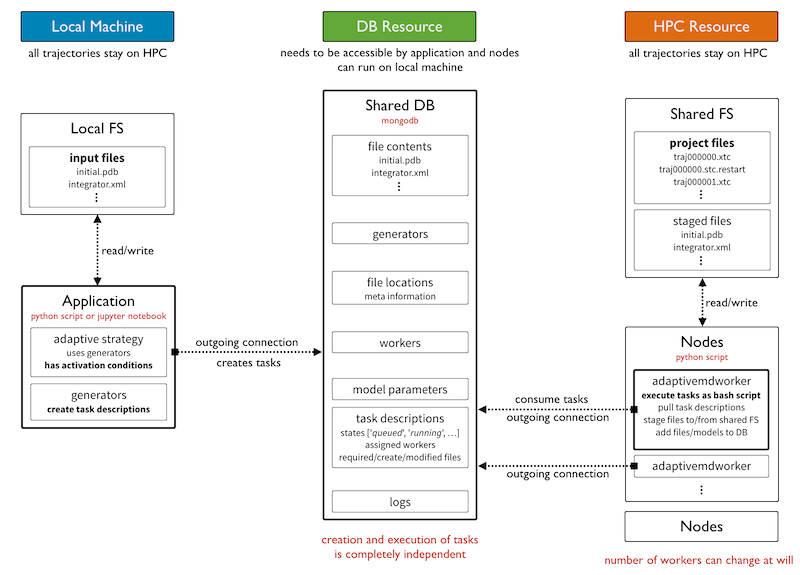 Local Machine
all trajectories stay on HPC
Local FS
input files
initial.pdb
integrator.xml
⋮
read/write
Application
python script or jupyter notebook
adaptive strategy
uses generators
has activation conditions
generators
create task descriptions
outgoing connection
creates tasks
DB Resource
needs to be accessible by application and nodes
can run on local machine
Shared DB
mongodb
file contents
initial.pdb
integrator.xml
⋮
generators
file locations
meta information
workers
model parameters
task descriptions
states ['queued', 'running', ...]
assigned workers
required/create/modified files
logs
creation and execution of tasks
is completely independent
consume tasks
outgoing connection
outgoing connection
HPC Resource
all trajectories stay on HPC
Shared FS
project files
traj000000.xtc
traj000000.stc.restart
traj000001.xtc
⋮
staged files
initial.pdb
integrator.xml
⋮
read/write
Nodes
python script
adaptivemdworker
execute tasks as bash script
pull task descriptions
stage files to/from shared FS
add files/models to DB
adaptivemdworker
⋮
Nodes
number of workers can change at will